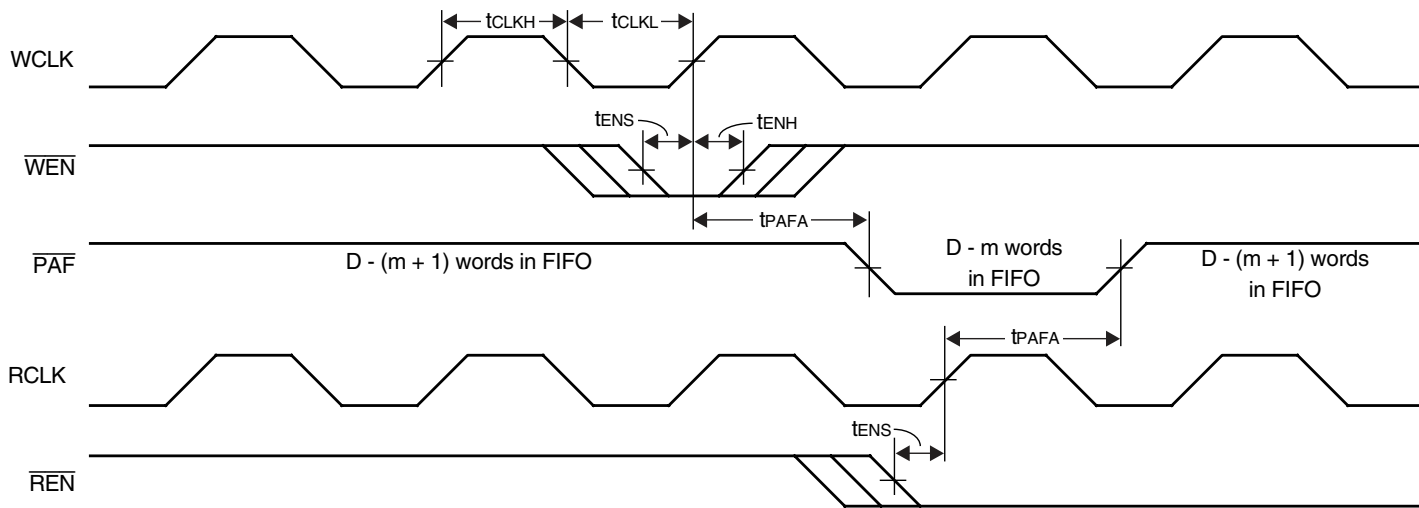 tCLKH
tCLKL
WCLK
tENS
tENH
WEN
tPAFA
PAF
D - (m + 1) words in FIFO
D - m words
in FIFO
D - (m + 1) words
in FIFO
tPAFA
RCLK
tENS
REN